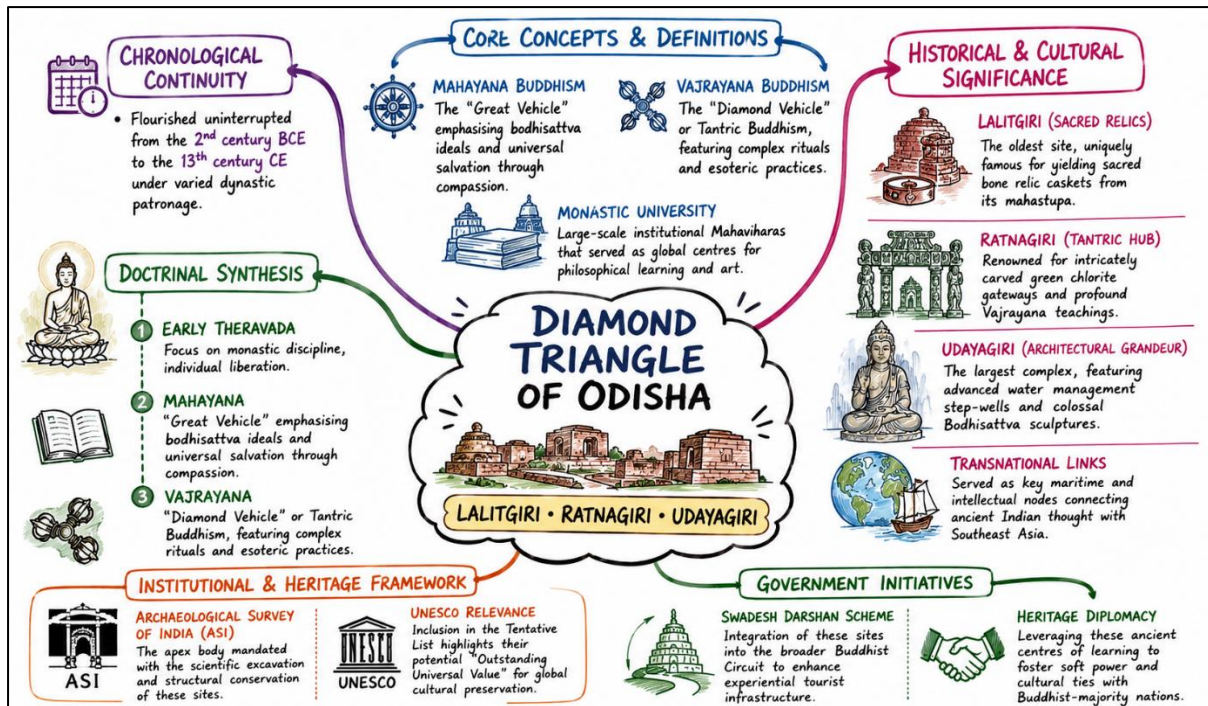 CHRONOLOGICAL
CONTINUITY
• Flourished uninterrupted
from the 2nd century BCE
to the 13th century CE
under varied dynastic
patronage.
CORE CONCEPTS & DEFINITIONS
MAHAYANA BUDDHISM
The "Great Vehicle"
emphasising bodhisattva
ideals and universal
salvation through
compassion.
VAJRAYANA BUDDHISM
The "Diamond Vehicle"
or Tantric Buddhism,
featuring complex rituals
and esoteric practices.
MONASTIC UNIVERSITY
Large-scale institutional Mahaviharas
that served as global centres for
philosophical learning and art.
HISTORICAL & CULTURAL
SIGNIFICANCE
LALITGIRI (SACRED RELICS)
The oldest site, uniquely
famous for yielding sacred
bone relic caskets from
its mahastupa.
RATNAGIRI (TANTRIC HUB)
Renowned for intricately
carved green chlorite
gateways and profound
Vajrayana teachings.
UDAYAGIRI (ARCHITECTURAL GRANDEUR)
The largest complex, featuring
advanced water management
step-wells and colossal
Bodhisattva sculptures.
TRANSNATIONAL LINKS
Served as key maritime and
intellectual nodes connecting
ancient Indian thought with
Southeast Asia.
DOCTRINAL SYNTHESIS
1 EARLY THERAVADA
Focus on monastic discipline,
individual liberation.
2 MAHAYANA
"Great Vehicle" emphasising
bodhisattva ideals and
universal salvation through
compassion.
3 VAJRAYANA
"Diamond Vehicle" or Tantric
Buddhism, featuring complex
rituals and esoteric practices.
DIAMOND
TRIANGLE
OF ODISHA
LALITGIRI • RATNAGIRI • UDAYAGIRI
INSTITUTIONAL & HERITAGE FRAMEWORK
ASI
ARCHAEOLOGICAL SURVEY
OF INDIA (ASI)
The apex body mandated
with the scientific excavation
and structural conservation
of these sites.
UNESCO
UNESCO
UNESCO RELEVANCE
Inclusion in the Tentative
List highlights their
potential "Outstanding
Universal Value" for global
cultural preservation.
GOVERNMENT INITIATIVES
SWADESH DARSHAN SCHEME
Integration of these sites
into the broader Buddhist
Circuit to enhance
experiential tourist
infrastructure.
HERITAGE DIPLOMACY
Leveraging these ancient
centres of learning to
foster soft power and
cultural ties with
Buddhist-majority nations.